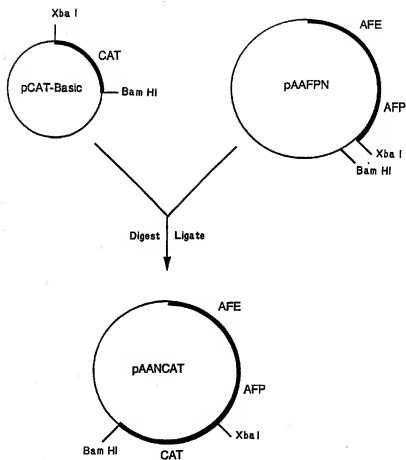 Xba I
CAT
pCAT-Basic
Bam HI
AFE
pAAFPN
AFP
Xba I
Bam HI
Digest Ligate
AFE
pAANCAT
AFP
Xba I
Bam HI
CAT